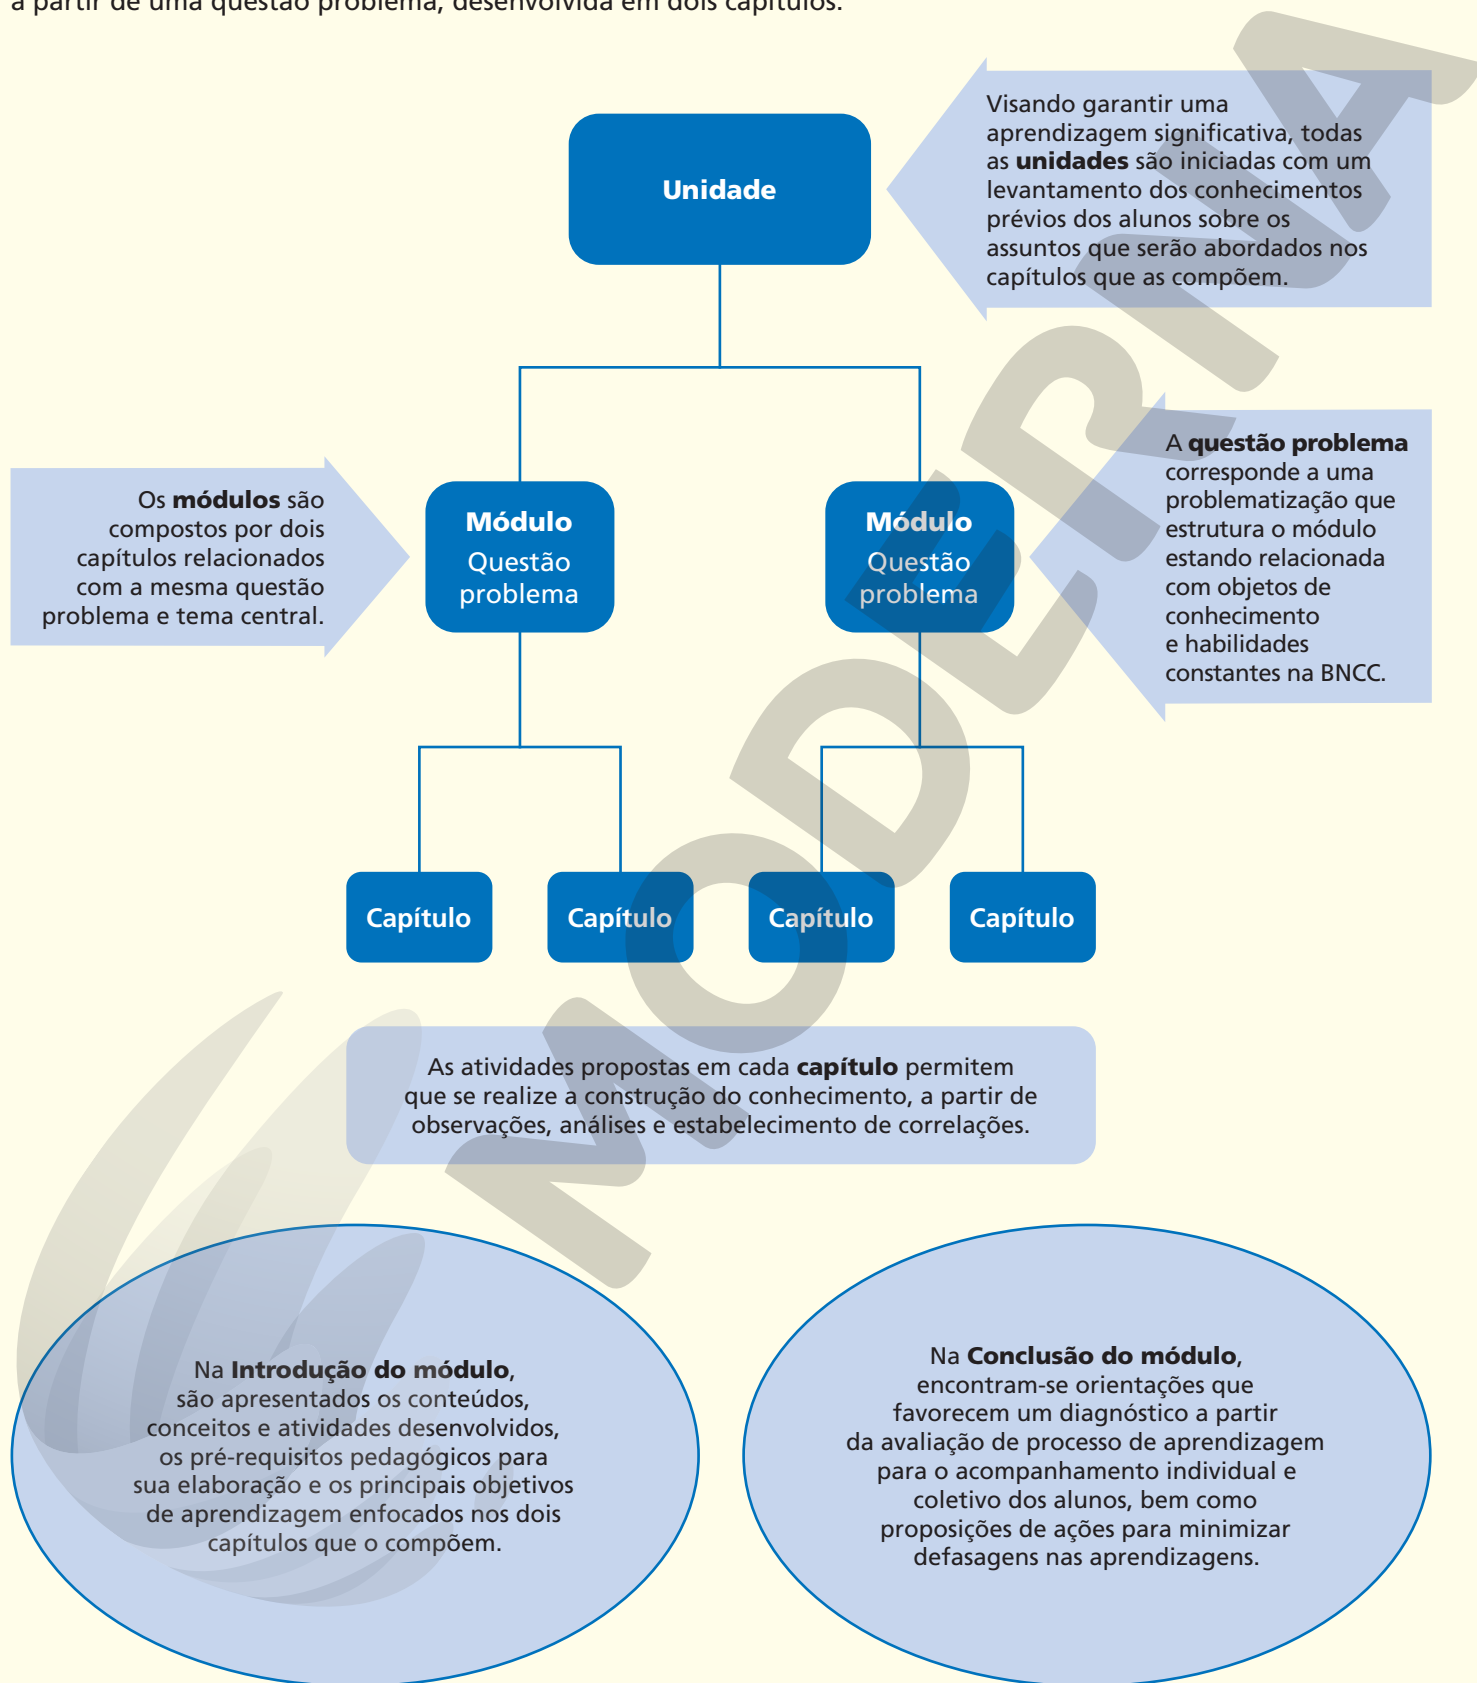 a partir de uma questão problema, desenvolvida em dois capítulos.
Unidade
Visando garantir uma
aprendizagem significativa, todas
as unidades são iniciadas com um
levantamento dos conhecimentos
prévios dos alunos sobre os
assuntos que serão abordados nos
capítulos que as compõem.
Os módulos são
compostos por dois
capítulos relacionados
com a mesma questão
problema e tema central.
Módulo
Questão
problema
Módulo
Questão
problema
A questão problema
corresponde a uma
problematização que
estrutura o módulo
estando relacionada
com objetos de
conhecimento
e habilidades
constantes na BNCC.
Capítulo
Capítulo
Capítulo
Capítulo
As atividades propostas em cada capítulo permitem
que se realize a construção do conhecimento, a partir de
observações, análises e estabelecimento de correlações.
Na Introdução do módulo,
são apresentados os conteúdos,
conceitos e atividades desenvolvidos,
os pré-requisitos pedagógicos para
sua elaboração e os principais objetivos
de aprendizagem enfocados nos dois
capítulos que o compõem.
Na Conclusão do módulo,
encontram-se orientações que
favorecem um diagnóstico a partir
da avaliação de processo de aprendizagem
para o acompanhamento individual e
coletivo dos alunos, bem como
proposições de ações para minimizar
defasagens nas aprendizagens.
MODERNA